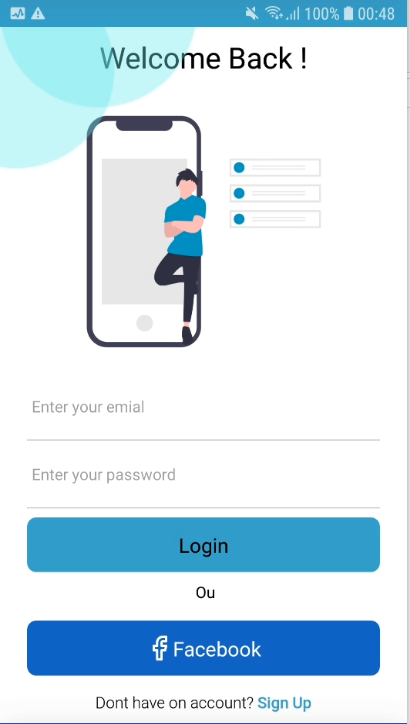 100% 00:48
Welcome Back !
Enter your emial
Enter your password
Login
Ou
Facebook
Dont have on account? Sign Up